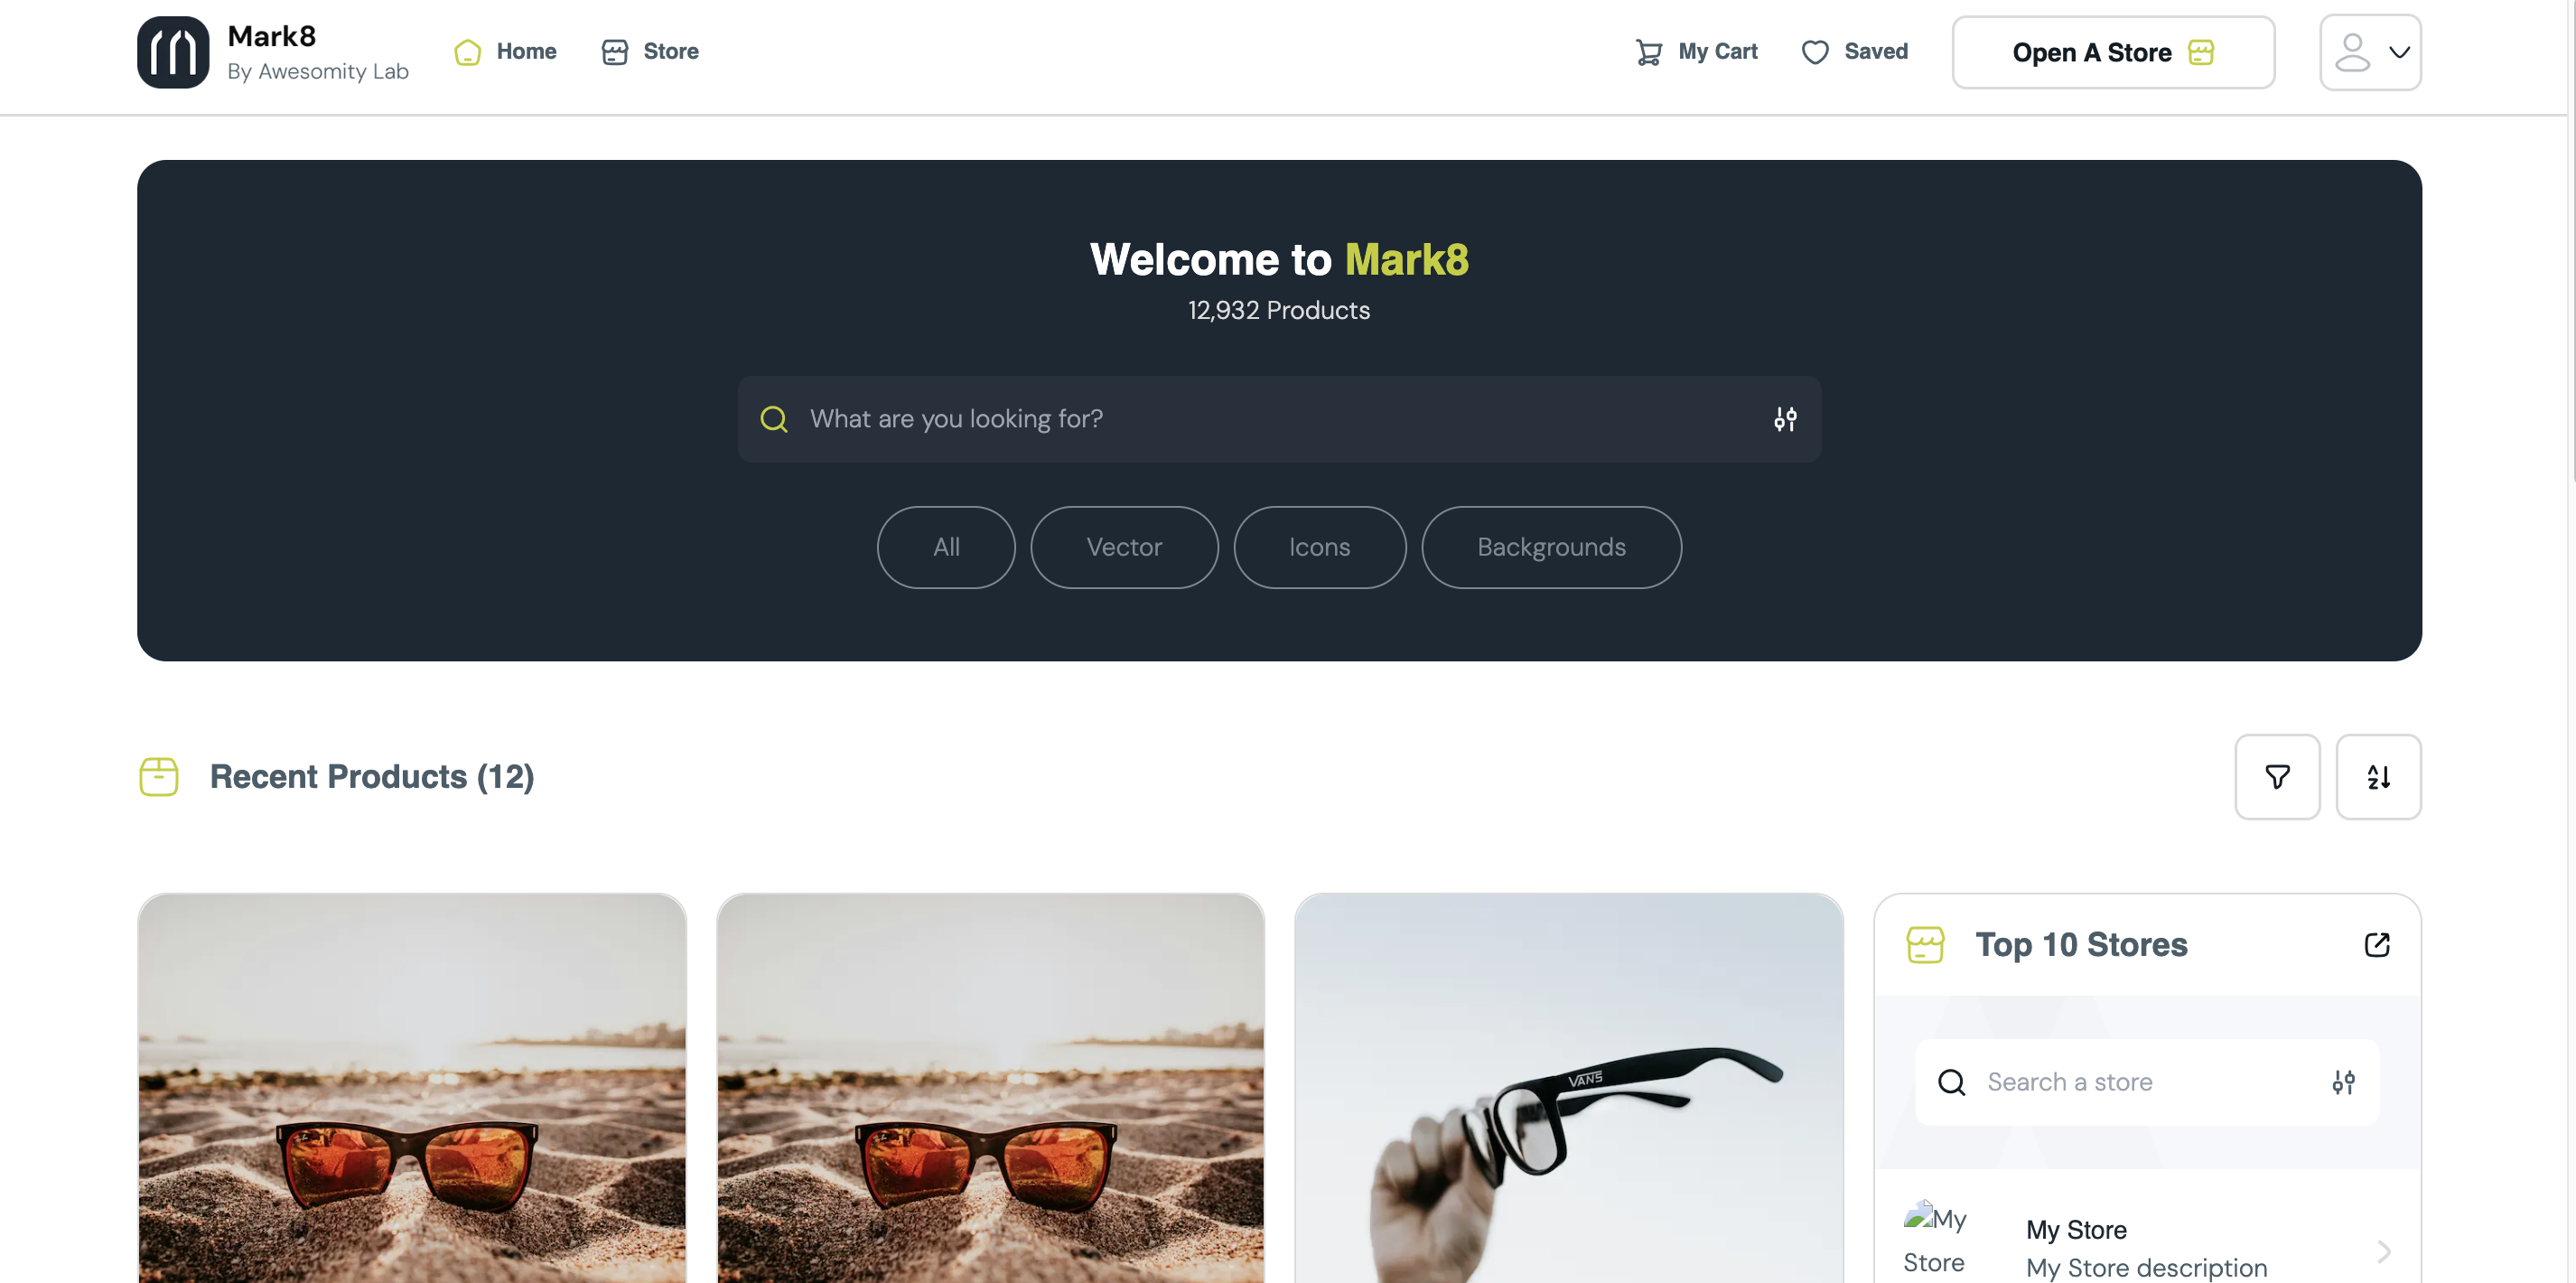 Mark8
By Awesomity Lab
Home
Store
My Cart
Saved
Open A Store
Welcome to Mark8
12,932 Products
What are you looking for?
All
Vector
Icons
Backgrounds
Recent Products (12)
VANS
Top 10 Stores
Search a store
My
Store
My Store
My Store description